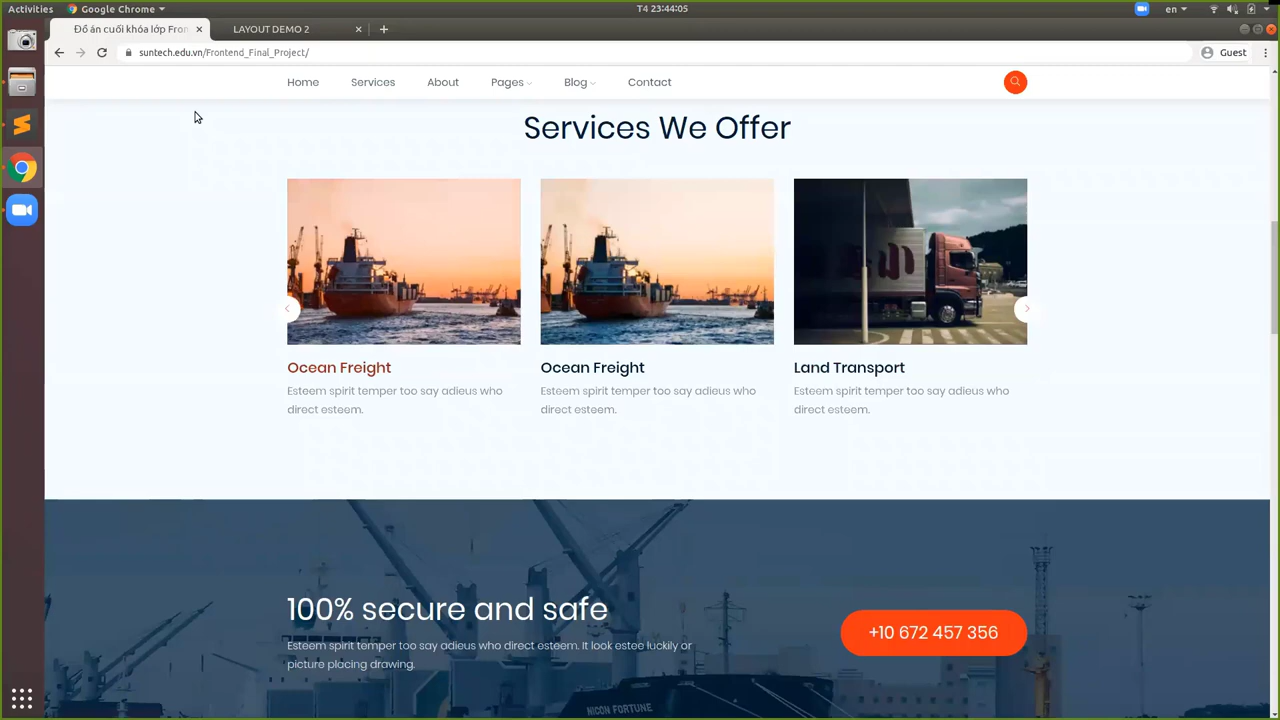 Activities Google Chrome T4 23:44:05 en
Đồ án cuối khóa lớp Fron LAYOUT DEMO 2
suntech.edu.vn/Frontend_Final_Project/ Guest
Home Services About Pages Blog Contact
Services We Offer
Ocean Freight
Esteem spirit temper too say adieus who
direct esteem.
Ocean Freight
Esteem spirit temper too say adieus who
direct esteem.
Land Transport
Esteem spirit temper too say adieus who
direct esteem.
100% secure and safe
Esteem spirit temper too say adieus who direct esteem. It look estee luckily or
picture placing drawing.
+10 672 457 356
NICON FORTUNE